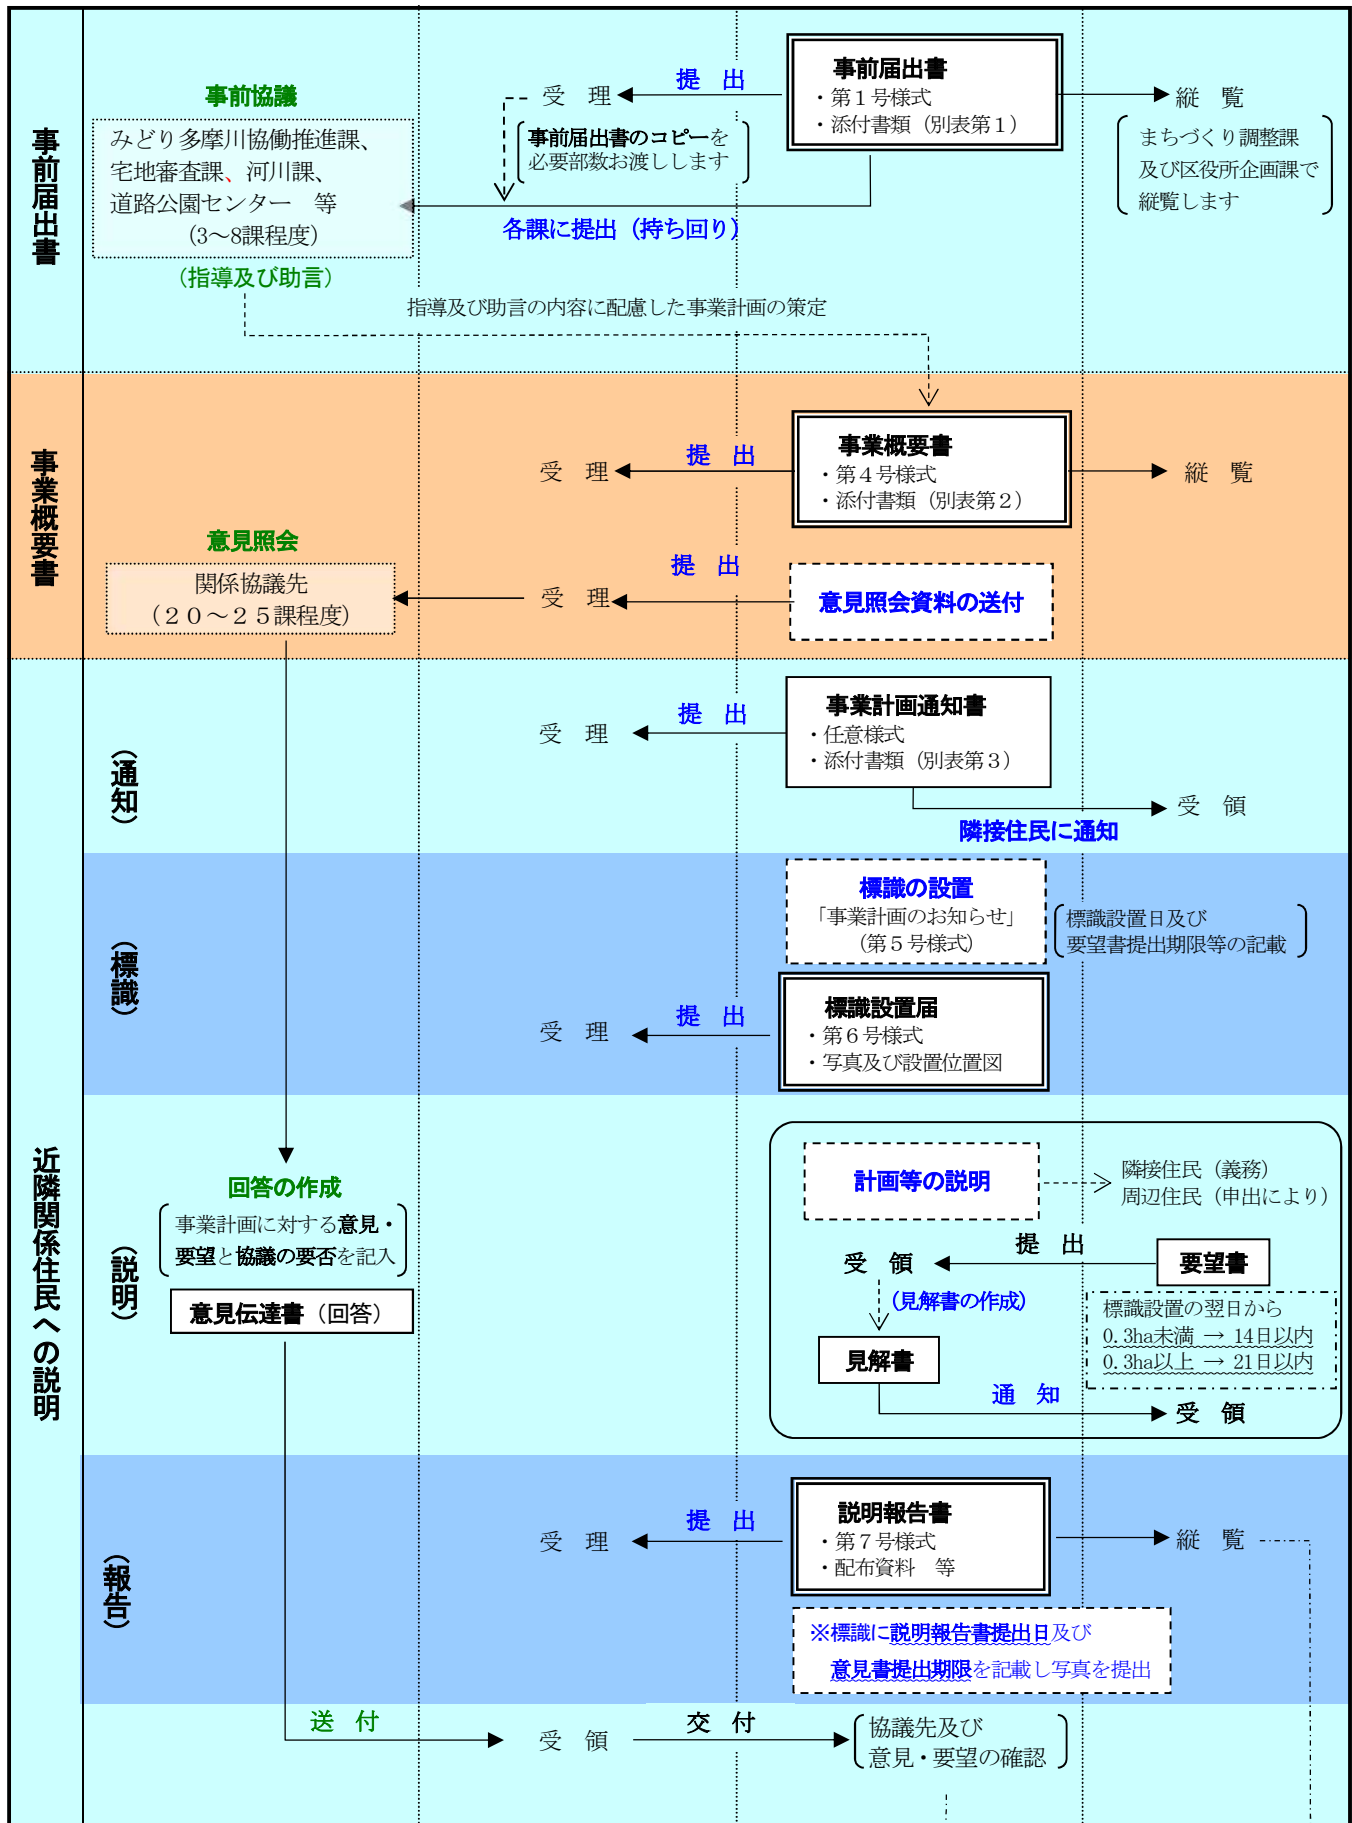 事前届出書
事前協議
みどり多摩川協働推進課、
宅地審査課、河川課、
道路公園センター　等
（3～8課程度）
（指導及び助言）
受　理
提　出
事前届出書
・第１号様式
・添付書類（別表第１）
縦　覧
事前届出書のコピーを
必要部数お渡しします
まちづくり調整課
及び区役所企画課で
縦覧します
各課に提出（持ち回り）
指導及び助言の内容に配慮した事業計画の策定
事業概要書
受　理
提　出
事業概要書
・第４号様式
・添付書類（別表第２）
縦　覧
意見照会
関係協議先
（２０～２５課程度）
受　理
提　出
意見照会資料の送付
近隣関係住民への説明
（通知）
受　理
提　出
事業計画通知書
・任意様式
・添付書類（別表第３）
受　領
隣接住民に通知
（標識）
標識の設置
「事業計画のお知らせ」
（第５号様式）
標識設置日及び
要望書提出期限等の記載
受　理
提　出
標識設置届
・第６号様式
・写真及び設置位置図
（説明）
回答の作成
事業計画に対する意見・
要望と協議の要否を記入
意見伝達書（回答）
計画等の説明
隣接住民（義務）
周辺住民（申出により）
受　領
提　出
要望書
（見解書の作成）
標識設置の翌日から
0.3ha未満 → 14日以内
0.3ha以上 → 21日以内
見解書
通　知
受　領
（報告）
受　理
提　出
説明報告書
・第７号様式
・配布資料　等
縦　覧
※標識に説明報告書提出日及び
意見書提出期限を記載し写真を提出
送　付
受　領
交　付
協議先及び
意見・要望の確認